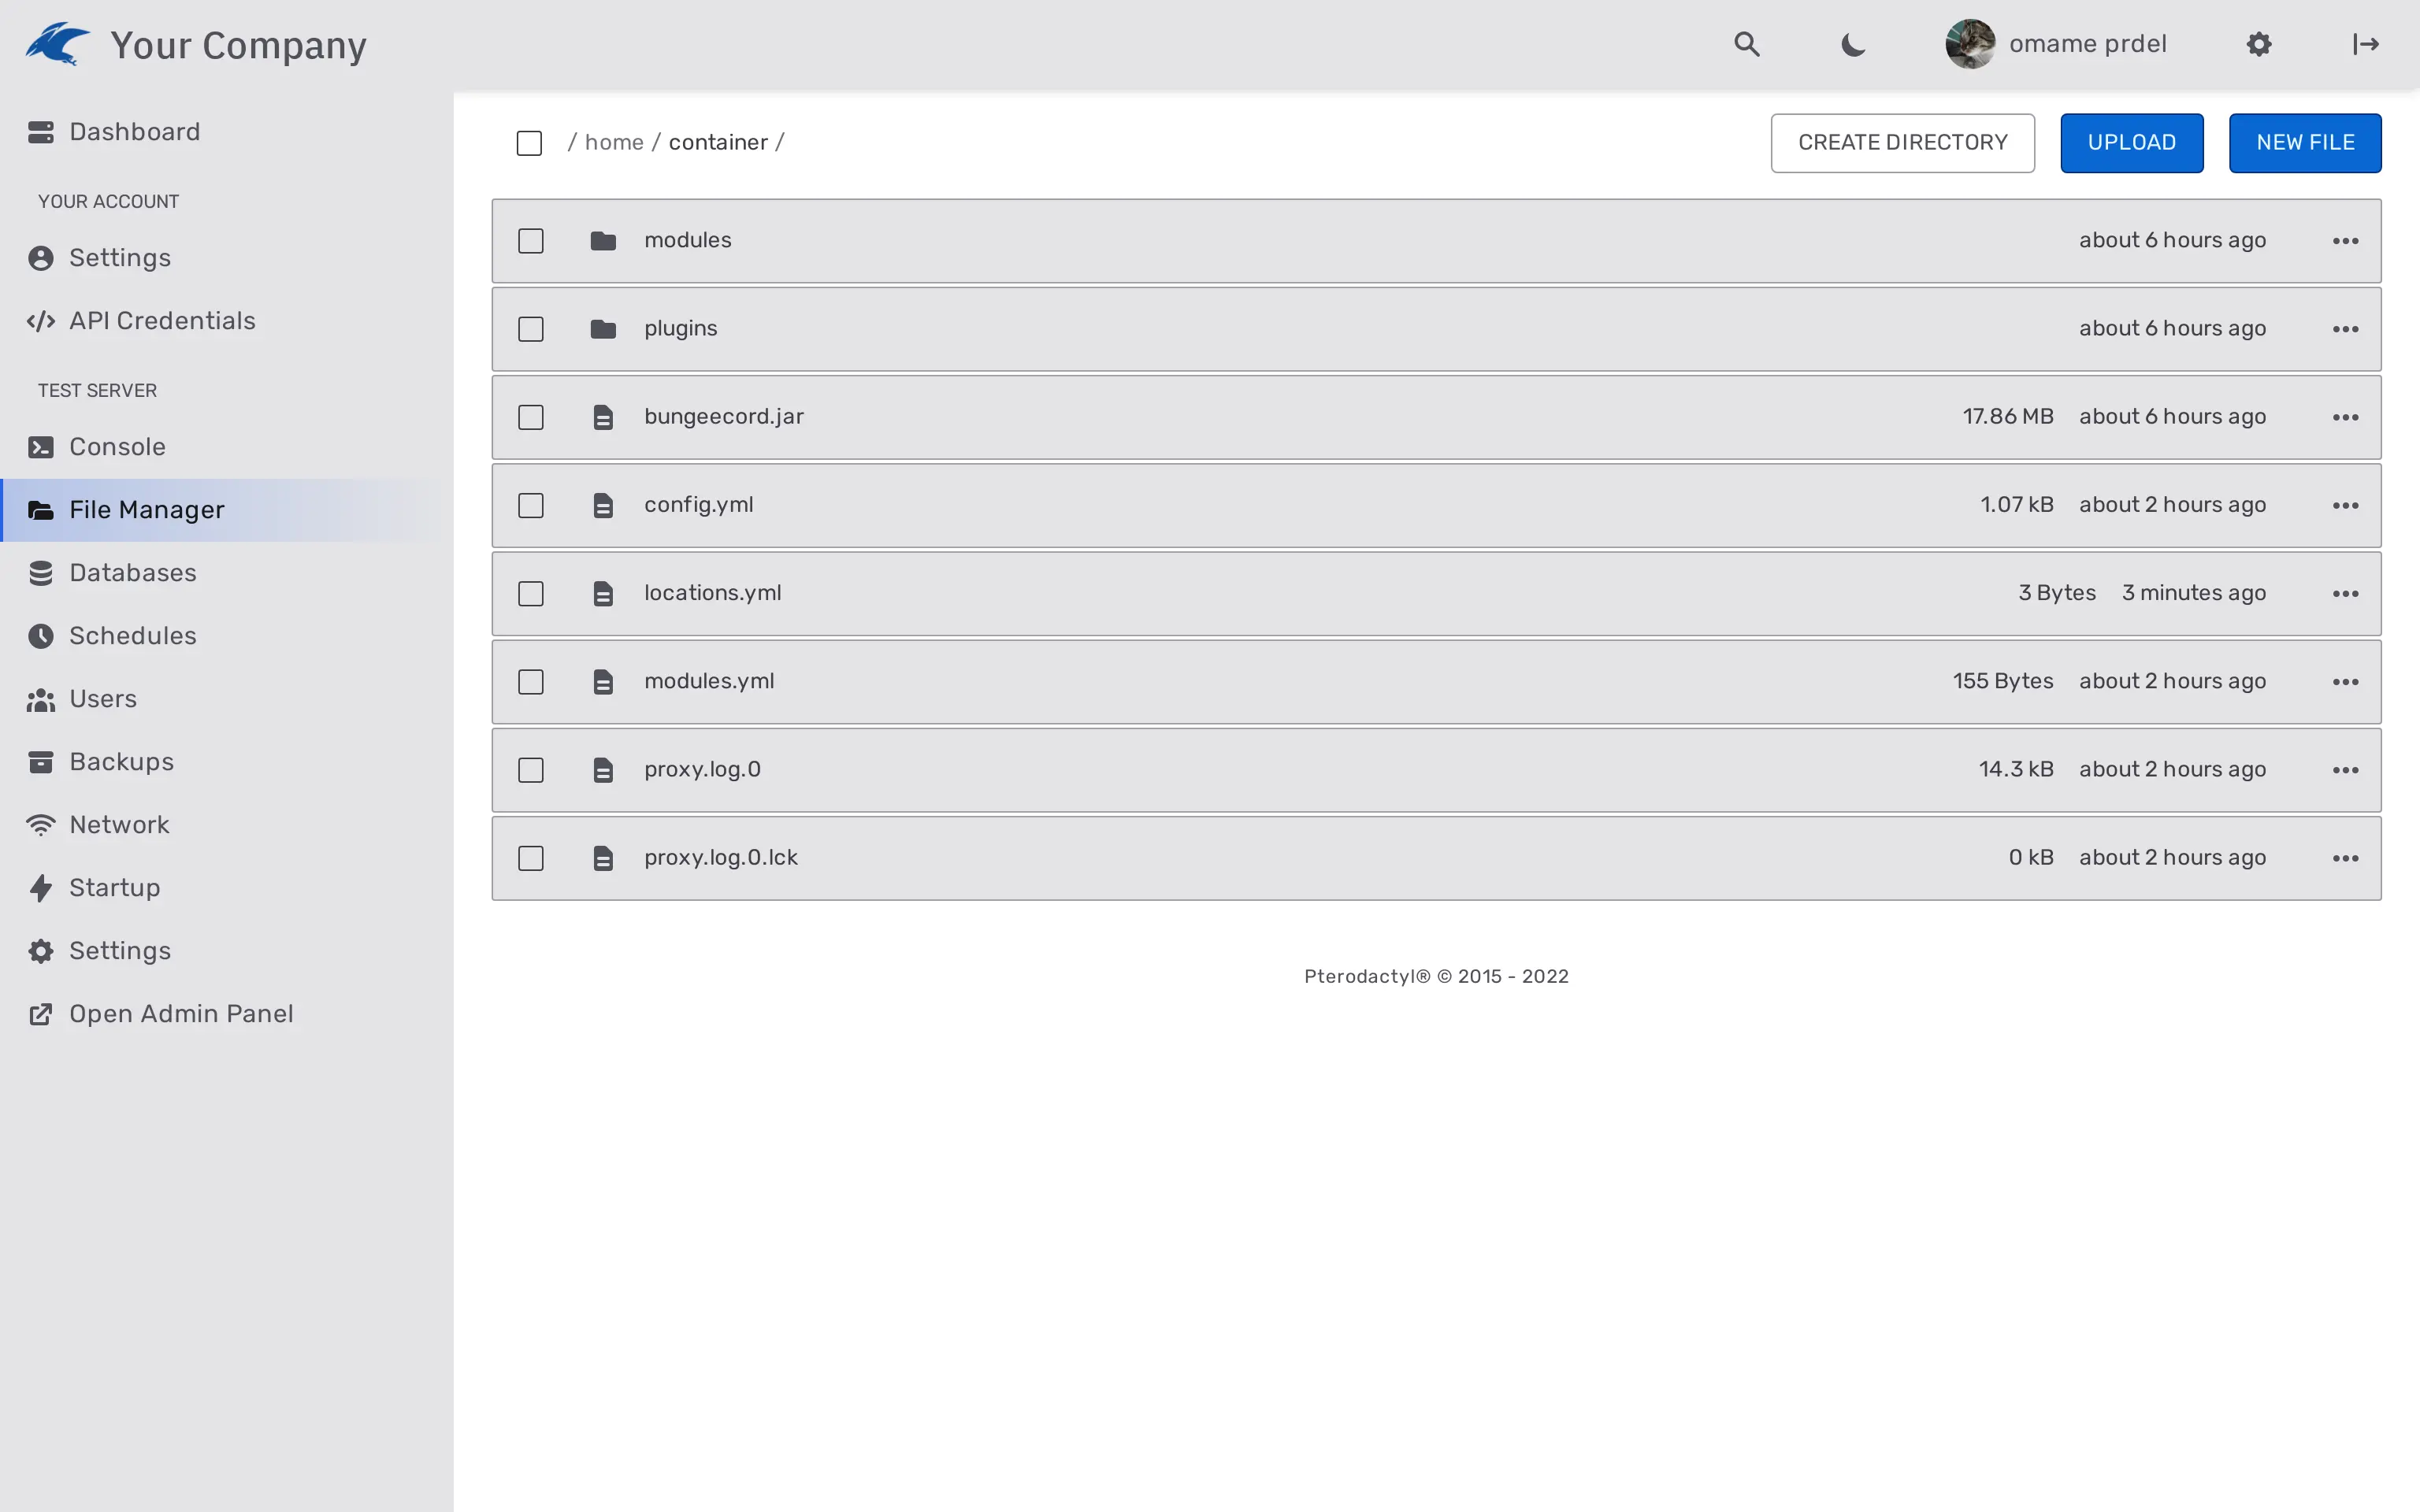 Your Company
omame prdel
Dashboard
YOUR ACCOUNT
Settings
API Credentials
TEST SERVER
Console
File Manager
Databases
Schedules
Users
Backups
Network
Startup
Settings
Open Admin Panel
/ home / container /
CREATE DIRECTORY
UPLOAD
NEW FILE
modules about 6 hours ago
plugins about 6 hours ago
bungeecord.jar 17.86 MB about 6 hours ago
config.yml 1.07 kB about 2 hours ago
locations.yml 3 Bytes 3 minutes ago
modules.yml 155 Bytes about 2 hours ago
proxy.log.0 14.3 kB about 2 hours ago
proxy.log.0.lck 0 kB about 2 hours ago
Pterodactyl® © 2015 - 2022